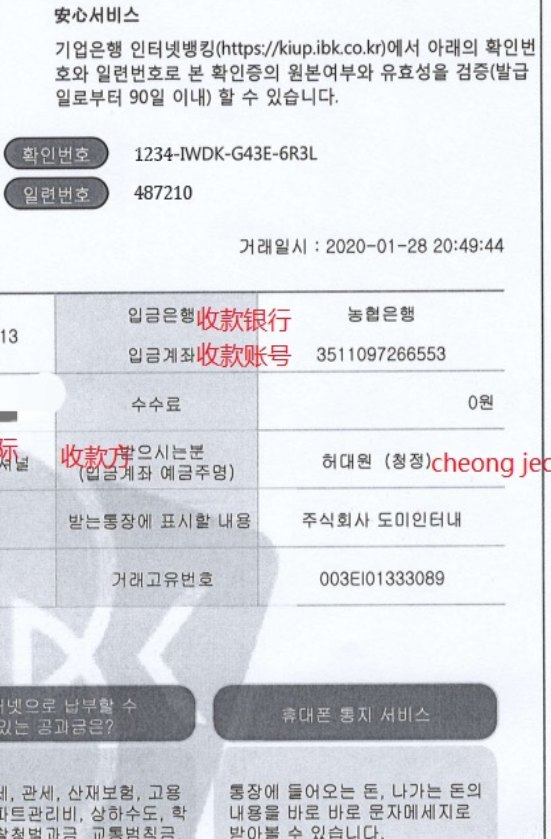 安心서비스
기업은행 인터넷뱅킹(https://kiup.ibk.co.kr)에서 아래의 확인번
호와 일련번호로 본 확인증의 원본여부와 유효성을 검증(발급
일로부터 90일 이내) 할 수 있습니다.
확인번호 1234-IWDK-G43E-6R3L
일련번호 487210
거래일시 : 2020-01-28 20:49:44
13 입금은행 收款银行 농협은행
입금계좌 收款账号 3511097266553
수수료 0원
际 收款方 받으시는분
셔널 (입금계좌 예금주명) 허대원 (청정) cheong jeo
받는통장에 표시할 내용 주식회사 도미인터내
거래고유번호 003EI01333089
터넷으로 납부할 수
있는 공과금은?
휴대폰 통지 서비스
세, 관세, 산재보험, 고용
파트관리비, 상하수도, 학
찰청벌과금, 교통범칙금
통장에 들어오는 돈, 나가는 돈의
내용을 바로 바로 문자메세지로
받아볼 수 있습니다.